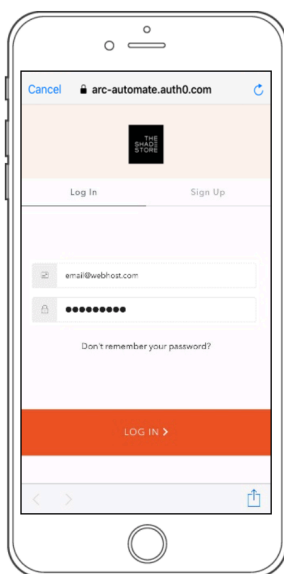 Cancel arc-automate.auth0.com
THE
SHADE
STORE
Log In Sign Up
email@webhost.com
●●●●●●●●●
Don't remember your password?
LOG IN >